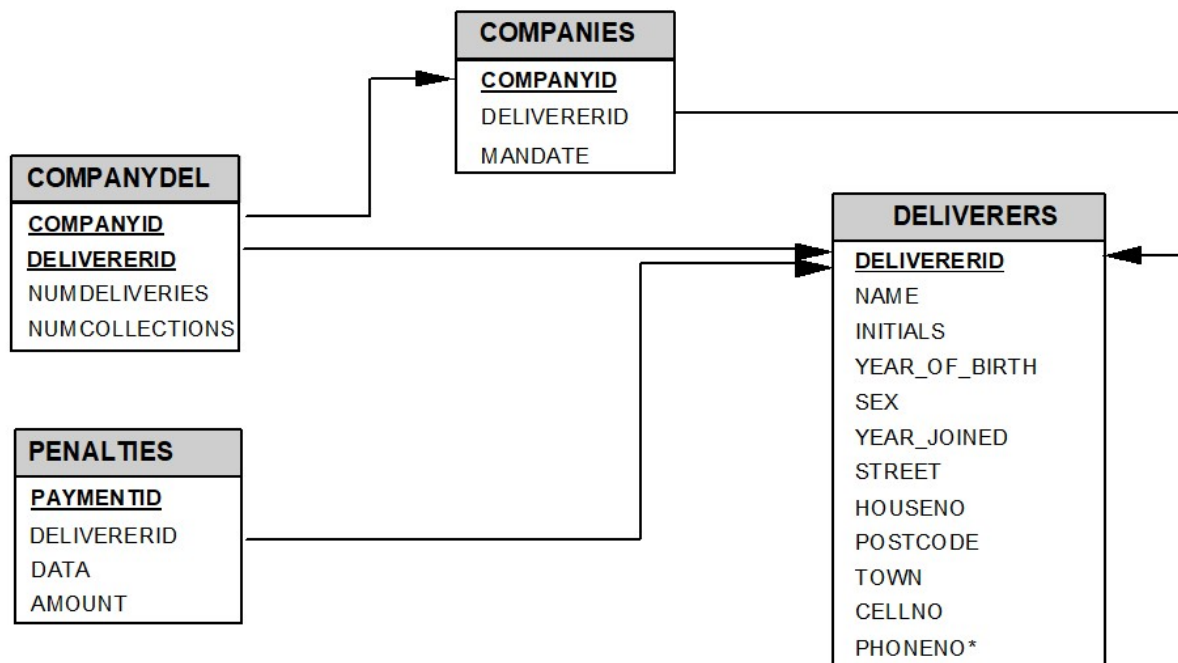 COMPANIES
COMPANYID
DELIVERERID
MANDATE
COMPANYDEL
COMPANYID
DELIVERERID
NUMDELIVERIES
NUMCOLLECTIONS
DELIVERERS
DELIVERERID
NAME
INITIALS
YEAR_OF_BIRTH
SEX
YEAR_JOINED
STREET
HOUSENO
POSTCODE
TOWN
CELLNO
PHONENO*
PENALTIES
PAYMENTID
DELIVERERID
DATA
AMOUNT